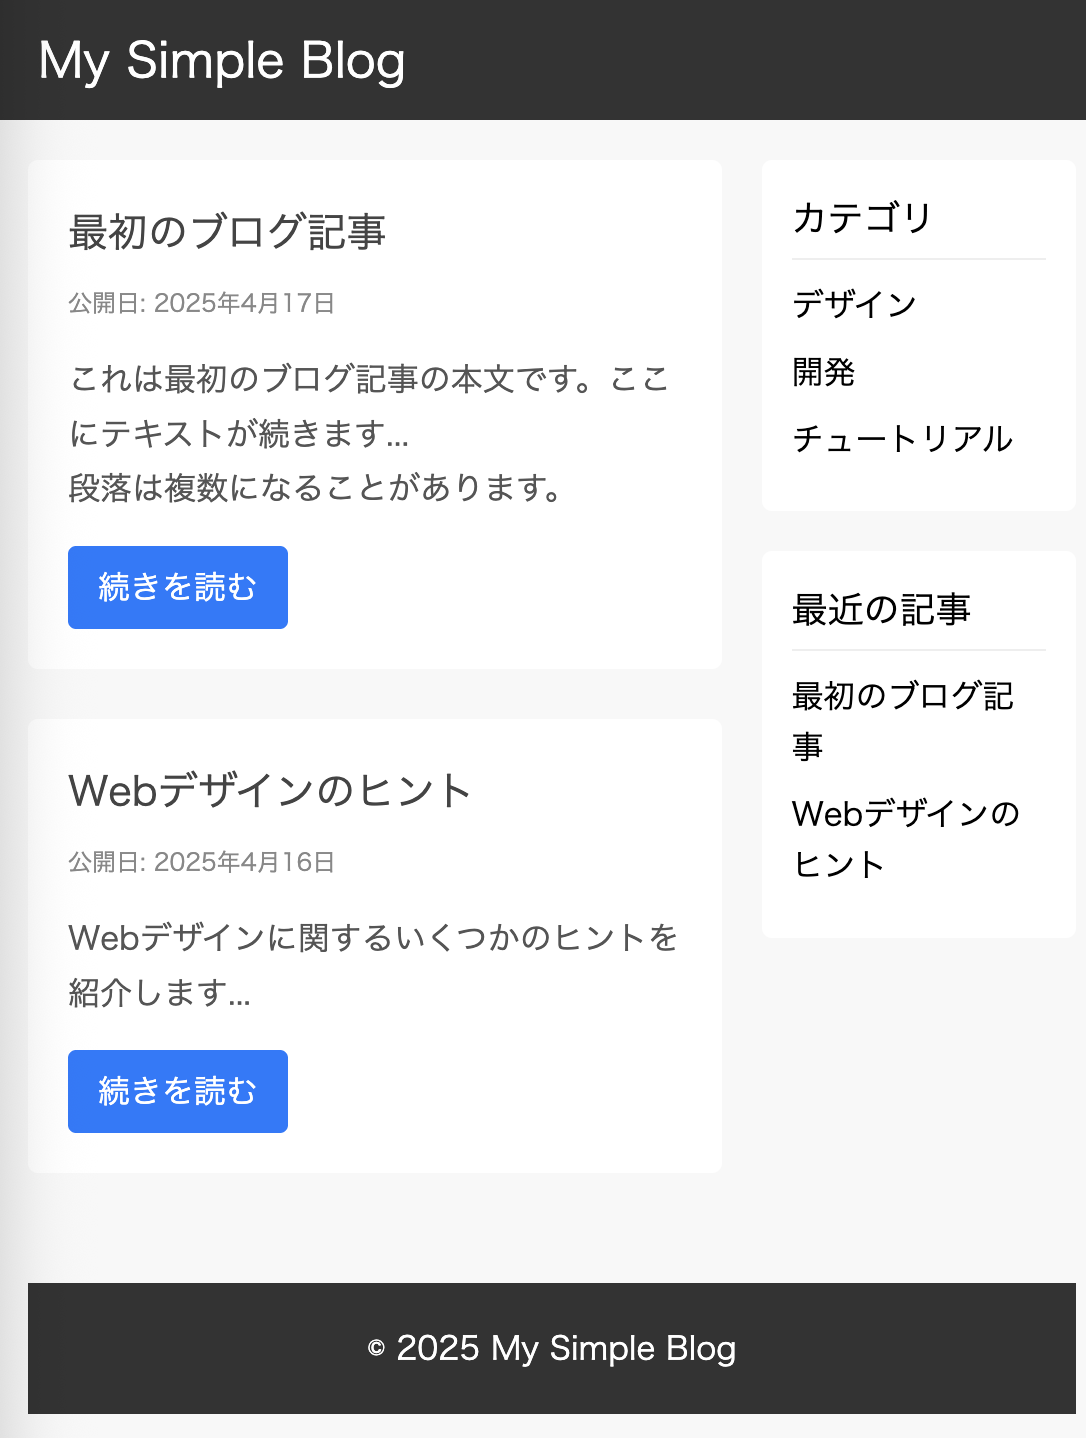 My Simple Blog
最初のブログ記事
公開日: 2025年4月17日
これは最初のブログ記事の本文です。ここ
にテキストが続きます...
段落は複数になることがあります。
続きを読む
Webデザインのヒント
公開日: 2025年4月16日
Webデザインに関するいくつかのヒントを
紹介します...
続きを読む
カテゴリ
デザイン
開発
チュートリアル
最近の記事
最初のブログ記
事
Webデザインの
ヒント
© 2025 My Simple Blog